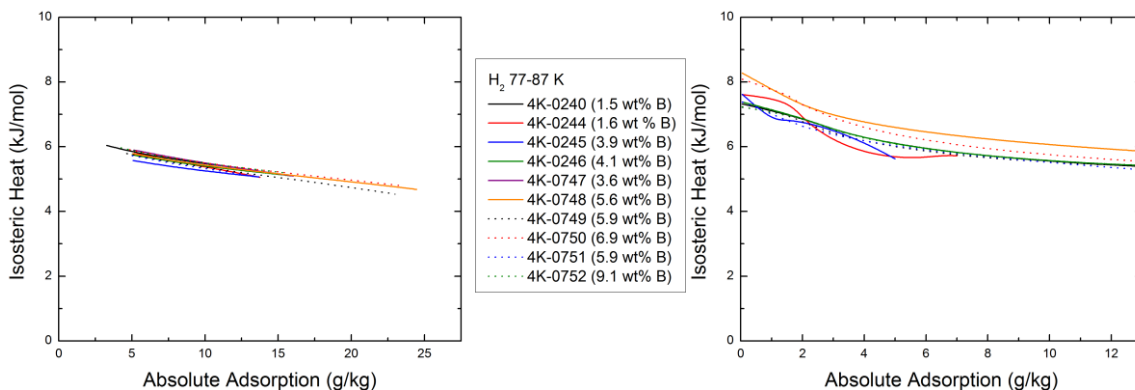 10
8
6
4
2
0
Isosteric Heat (kJ/mol)
0
5
10
15
20
25
Absolute Adsorption (g/kg)
H2 77-87 K
4K-0240 (1.5 wt% B)
4K-0244 (1.6 wt % B)
4K-0245 (3.9 wt% B)
4K-0246 (4.1 wt% B)
4K-0747 (3.6 wt% B)
4K-0748 (5.6 wt% B)
4K-0749 (5.9 wt% B)
4K-0750 (6.9 wt% B)
4K-0751 (5.9 wt% B)
4K-0752 (9.1 wt% B)
10
8
6
4
2
0
Isosteric Heat (kJ/mol)
0
2
4
6
8
10
12
Absolute Adsorption (g/kg)